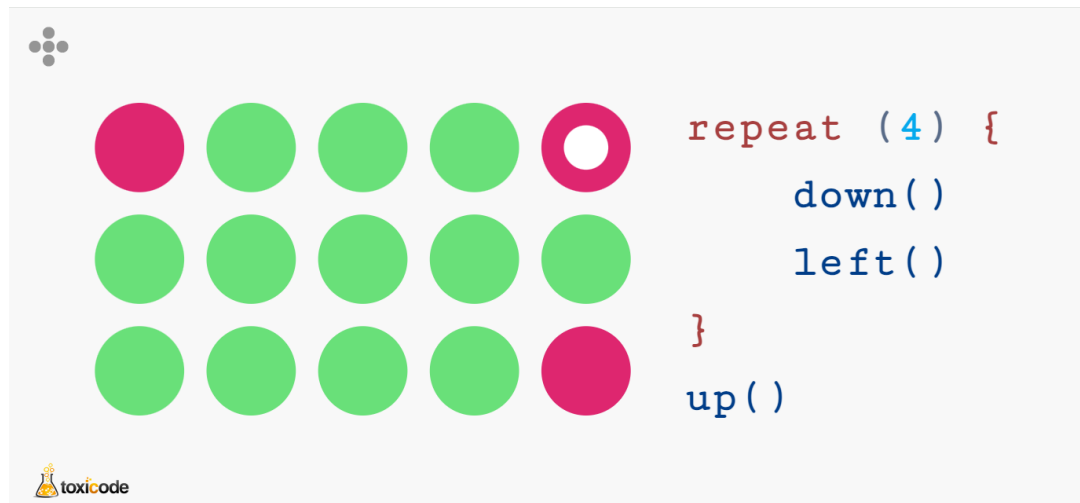 repeat (4) {
down()
left()
}
up()
toxicode